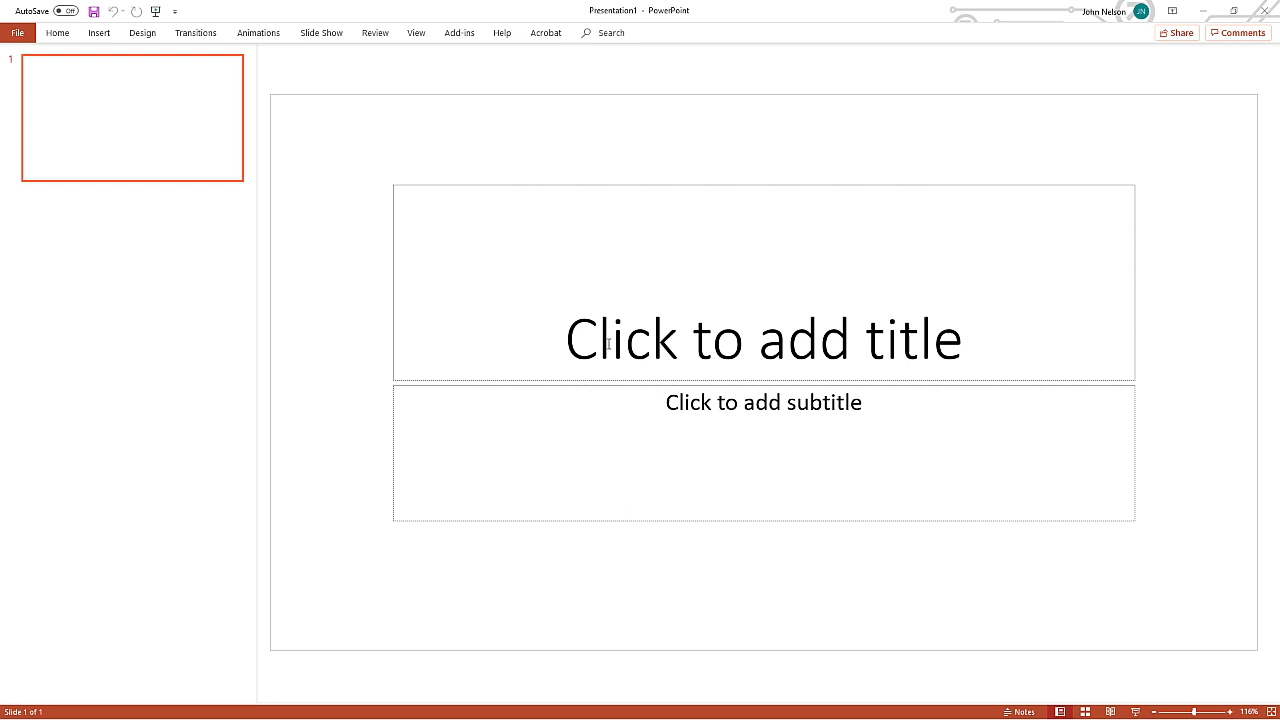 AutoSave Off Presentation1 - PowerPoint John Nelson JN
File Home Insert Design Transitions Animations Slide Show Review View Add-ins Help Acrobat Search Share Comments
1
Click to add title
Click to add subtitle
Slide 1 of 1 Notes 116%